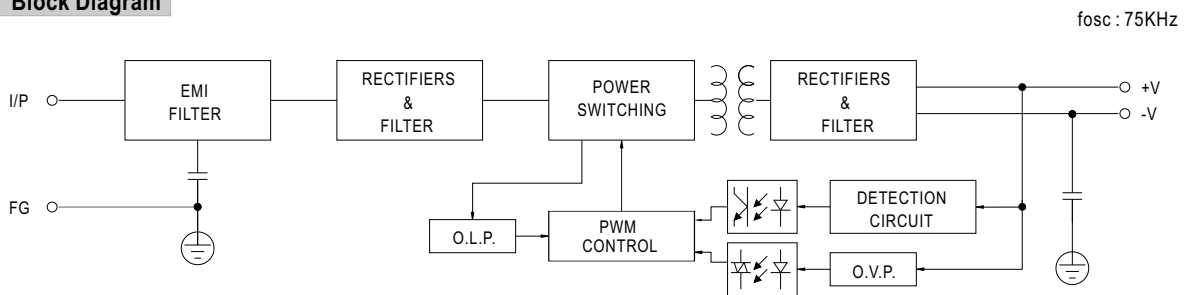 Block Diagram
fosc : 75KHz
I/P
EMI
FILTER
RECTIFIERS
&
FILTER
POWER
SWITCHING
RECTIFIERS
&
FILTER
+V
-V
FG
O.L.P.
PWM
CONTROL
DETECTION
CIRCUIT
O.V.P.